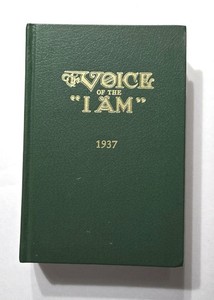 The VOICE
OF THE
"I AM"
1937